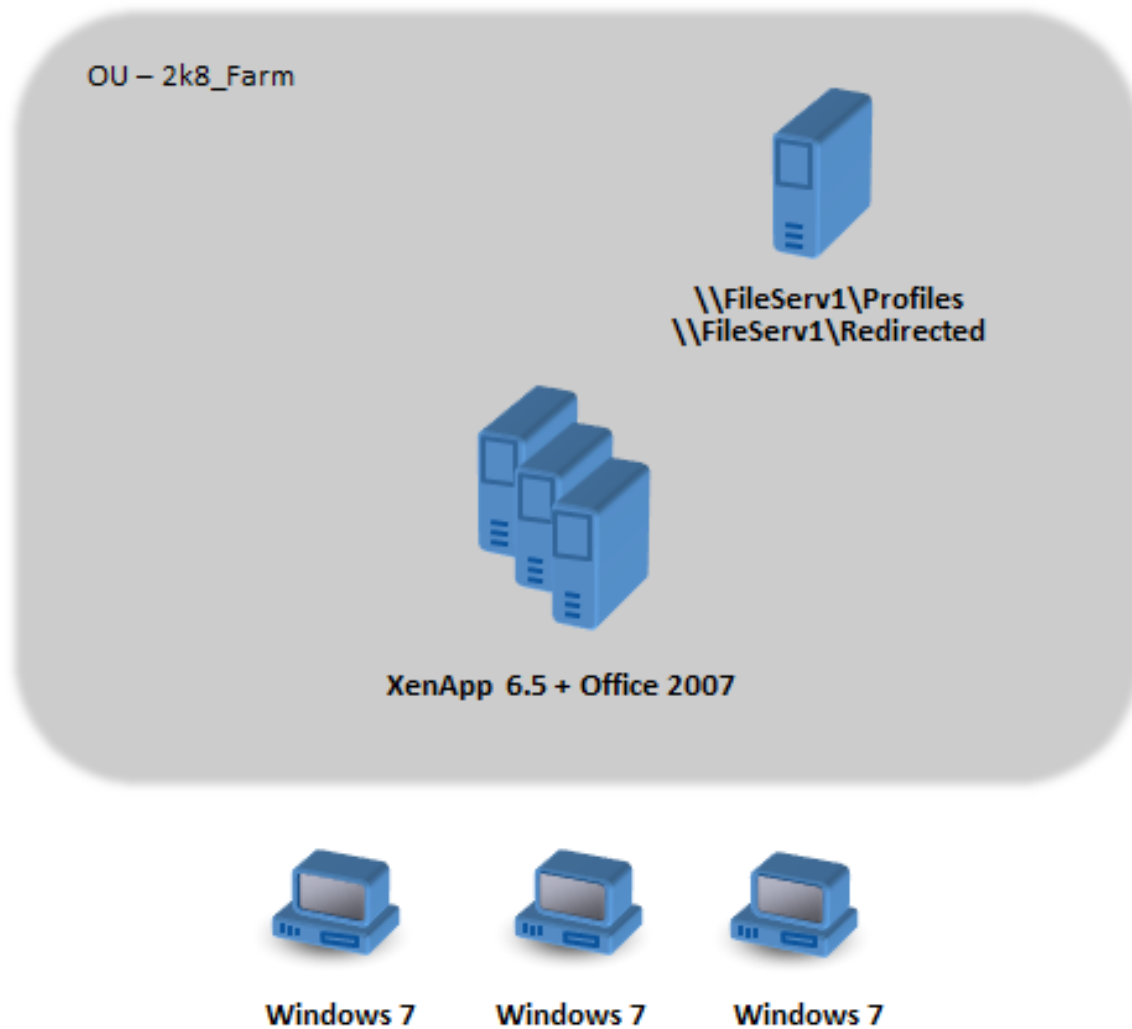 OU – 2k8_Farm
\\FileServ1\Profiles
\\FileServ1\Redirected
XenApp 6.5 + Office 2007
Windows 7
Windows 7
Windows 7